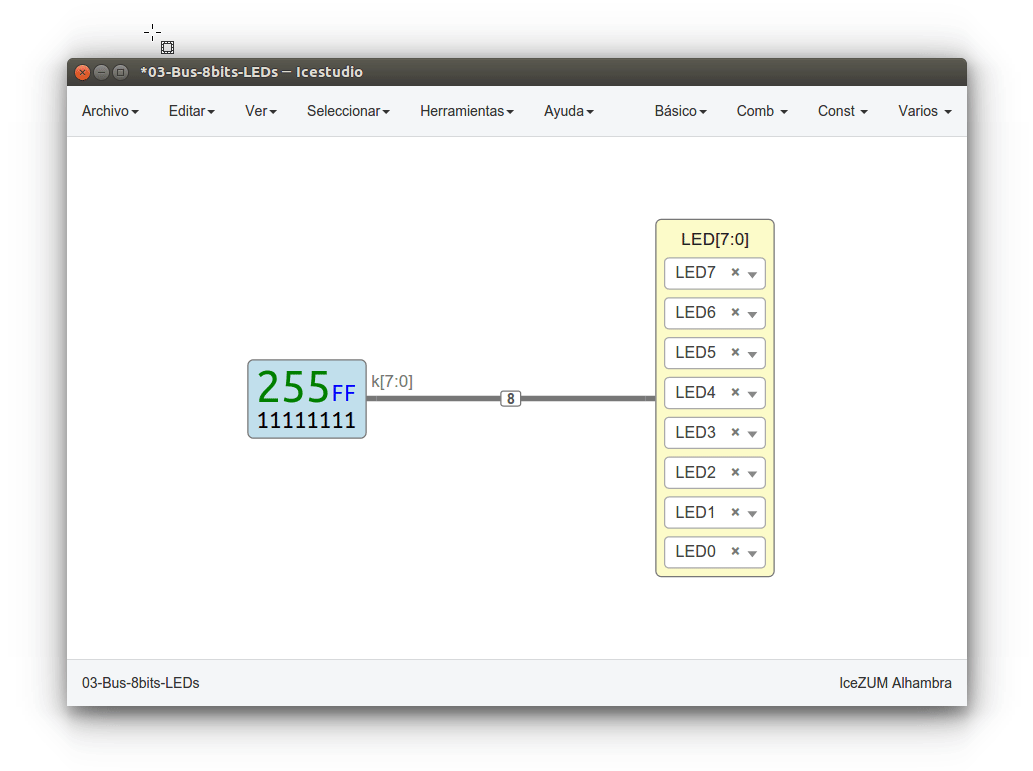 *03-Bus-8bits-LEDs — Icestudio
Archivo Editar Ver Seleccionar Herramientas Ayuda Básico Comb Const Varios
LED[7:0]
LED7 ×
LED6 ×
LED5 ×
k[7:0]
255 FF
8
LED4 ×
11111111
LED3 ×
LED2 ×
LED1 ×
LED0 ×
03-Bus-8bits-LEDs IceZUM Alhambra